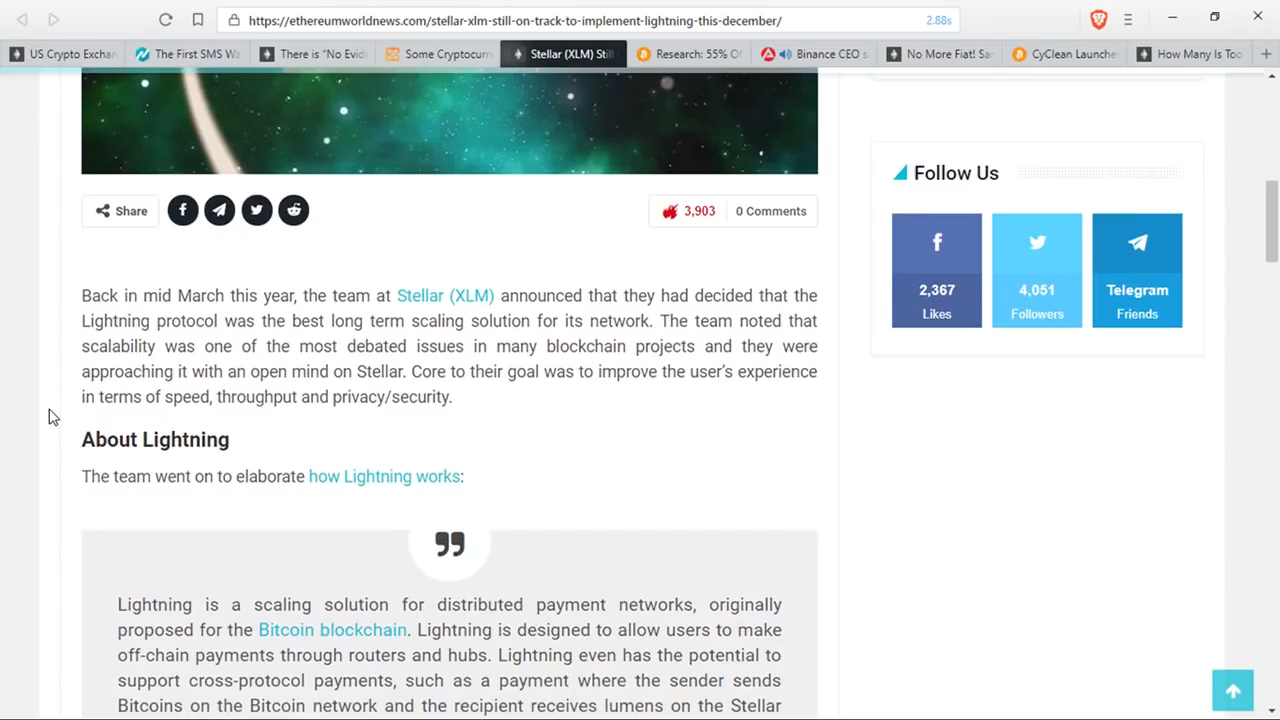 https://ethereumworldnews.com/stellar-xlm-still-on-track-to-implement-lightning-this-december/
2.88s
US Crypto Exchan
The First SMS Wa
There is “No Evid
Some Cryptocurr
Stellar (XLM) Stil
Research: 55% Of
Binance CEO s
No More Fiat! Sa
CyClean Launche
How Many Is Too
Share
3,903
0 Comments
Follow Us
2,367
Likes
4,051
Followers
Telegram
Friends
Back in mid March this year, the team at Stellar (XLM) announced that they had decided that the
Lightning protocol was the best long term scaling solution for its network. The team noted that
scalability was one of the most debated issues in many blockchain projects and they were
approaching it with an open mind on Stellar. Core to their goal was to improve the user’s experience
in terms of speed, throughput and privacy/security.
About Lightning
The team went on to elaborate how Lightning works:
Lightning is a scaling solution for distributed payment networks, originally
proposed for the Bitcoin blockchain. Lightning is designed to allow users to make
off-chain payments through routers and hubs. Lightning even has the potential to
support cross-protocol payments, such as a payment where the sender sends
Bitcoins on the Bitcoin network and the recipient receives lumens on the Stellar